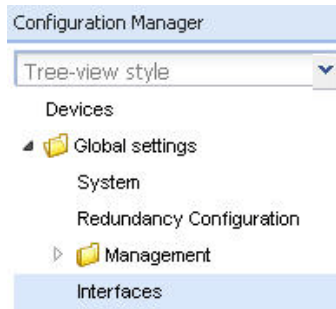 Configuration Manager
Tree-view style
Devices
Global settings
System
Redundancy Configuration
Management
Interfaces